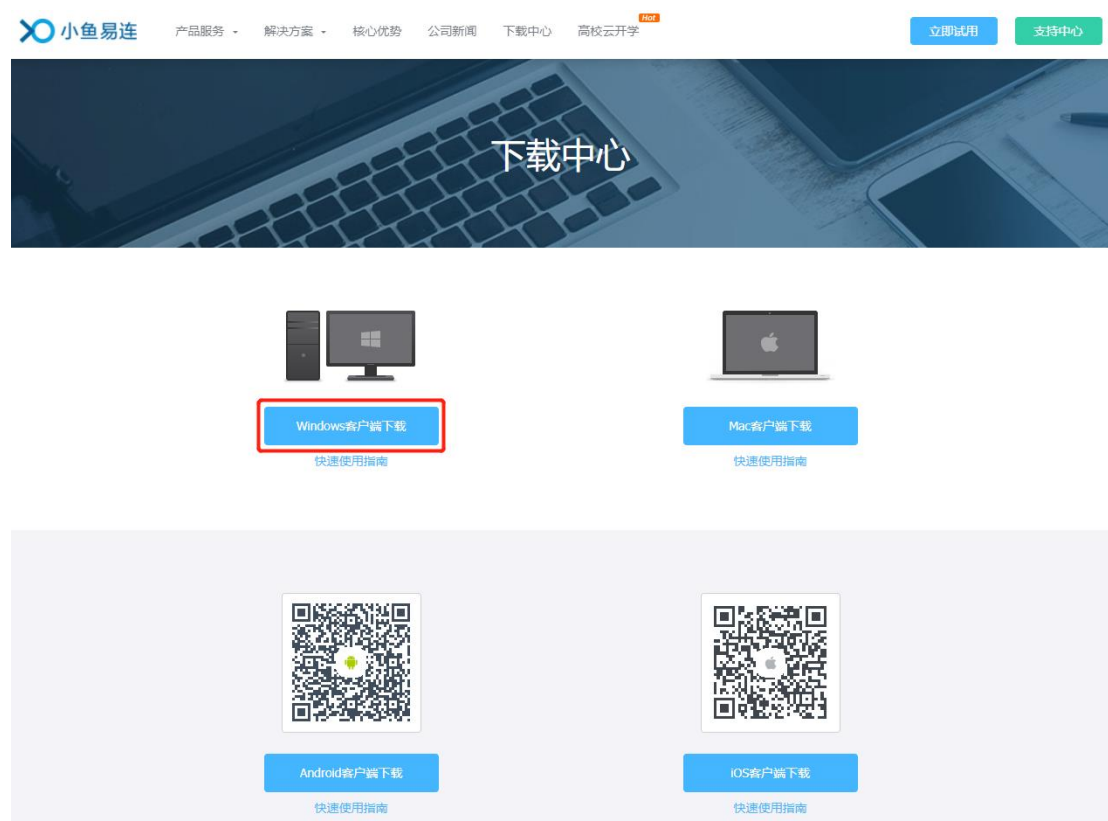 小鱼易连 产品服务 解决方案 核心优势 公司新闻 下载中心 高校云开学 Hot 立即试用 支持中心
下载中心
Windows客户端下载 Mac客户端下载
快速使用指南 快速使用指南
Android客户端下载 iOS客户端下载
快速使用指南 快速使用指南